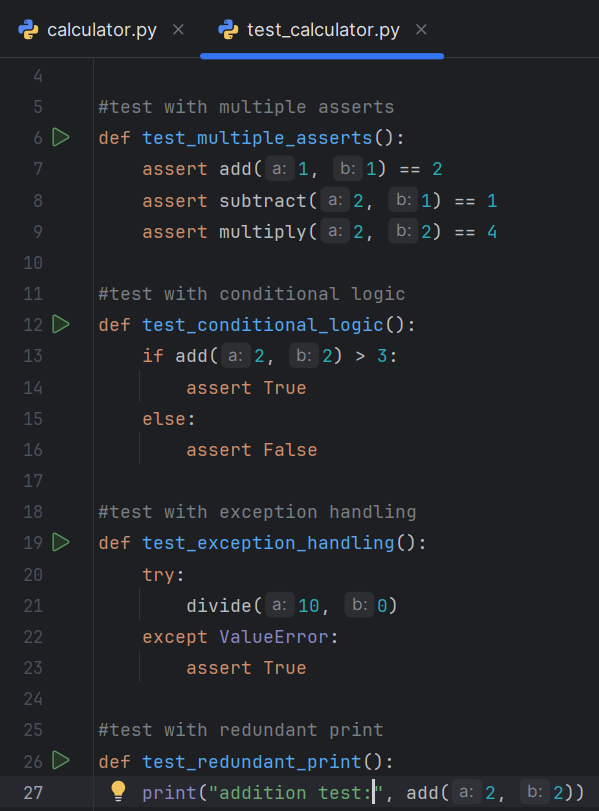 calculator.py × test_calculator.py ×
4
5 #test with multiple asserts
6 def test_multiple_asserts():
7 assert add(a: 1, b: 1) == 2
8 assert subtract(a: 2, b: 1) == 1
9 assert multiply(a: 2, b: 2) == 4
10
11 #test with conditional logic
12 def test_conditional_logic():
13 if add(a: 2, b: 2) > 3:
14 assert True
15 else:
16 assert False
17
18 #test with exception handling
19 def test_exception_handling():
20 try:
21 divide(a: 10, b: 0)
22 except ValueError:
23 assert True
24
25 #test with redundant print
26 def test_redundant_print():
27 print("addition test:", add(a: 2, b: 2))